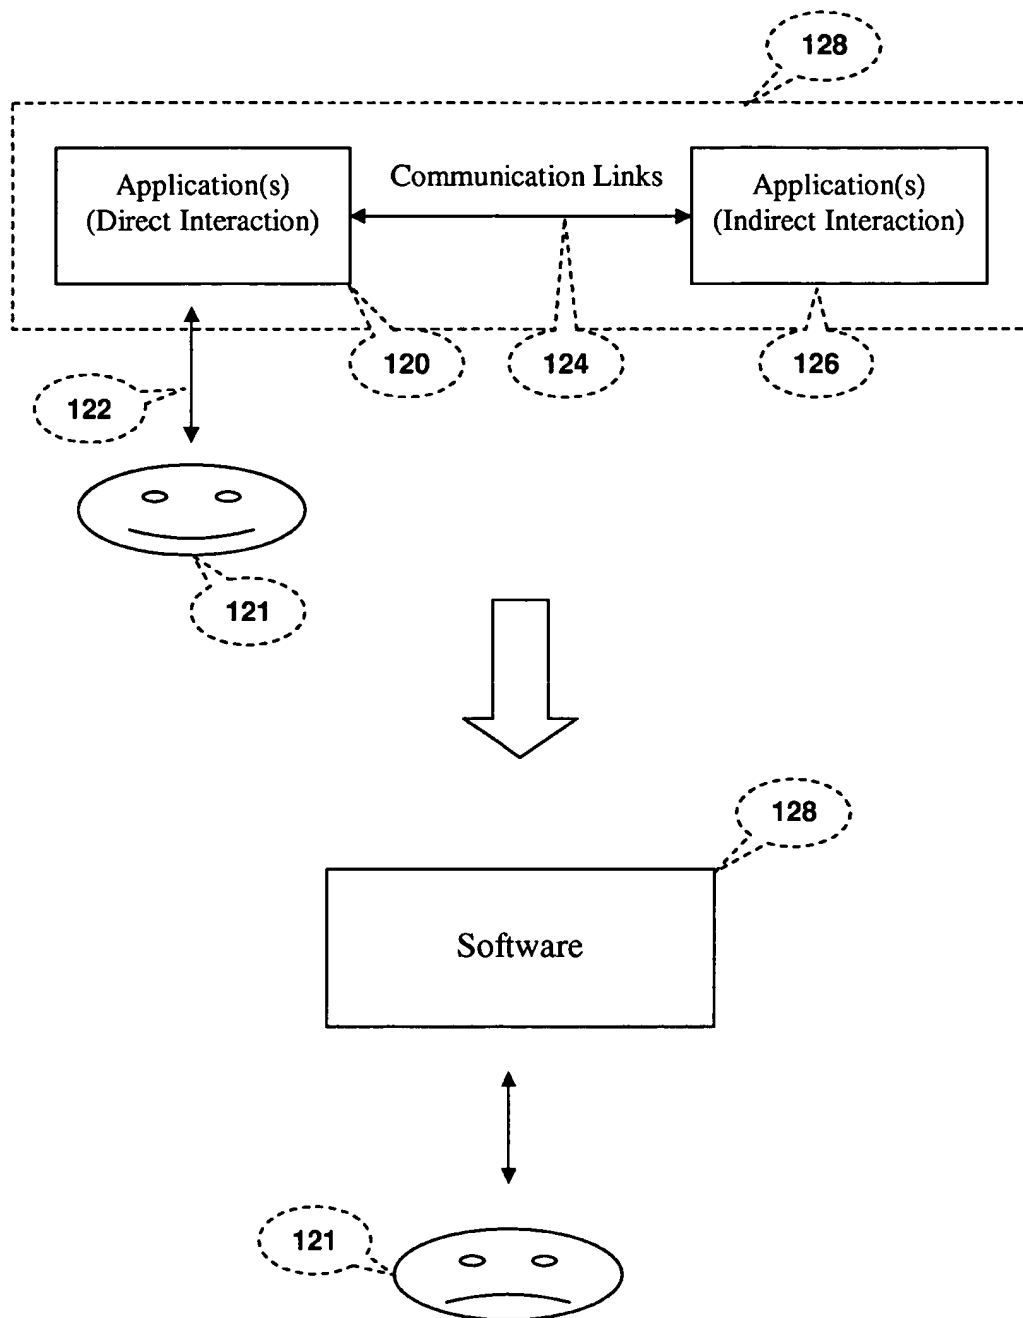 128
Application(s)
(Direct Interaction)
Communication Links
Application(s)
(Indirect Interaction)
120
124
126
122
121
128
Software
121